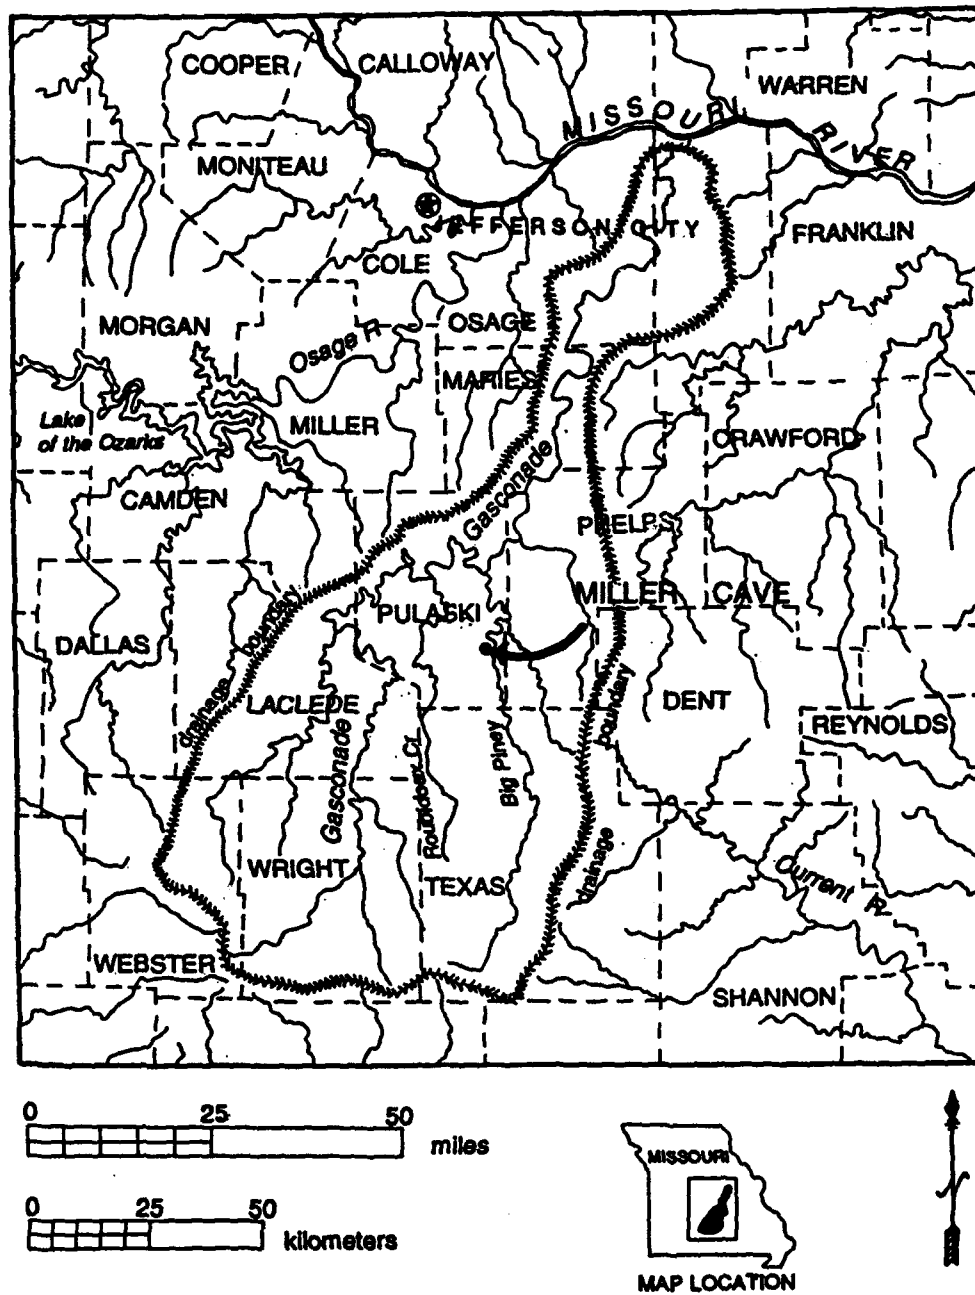 COOPER
CALLOWAY
WARREN
MISSOURI RIVER
MONITEAU
JEFFERSON CITY
FRANKLIN
COLE
MORGAN
OSAGE
Osage R.
MARIES
Lake
of the Ozarks
MILLER
CRAWFORD
CAMDEN
Gasconade
PHELPS
MILLER CAVE
PULASKI
DALLAS
drainage boundary
LACLEDE
DENT
REYNOLDS
Gasconade
Roubidoux Cr.
Big Piney
drainage boundary
WRIGHT
TEXAS
Current R.
WEBSTER
SHANNON
0 25 50
miles
0 25 50
kilometers
MISSOURI
MAP LOCATION